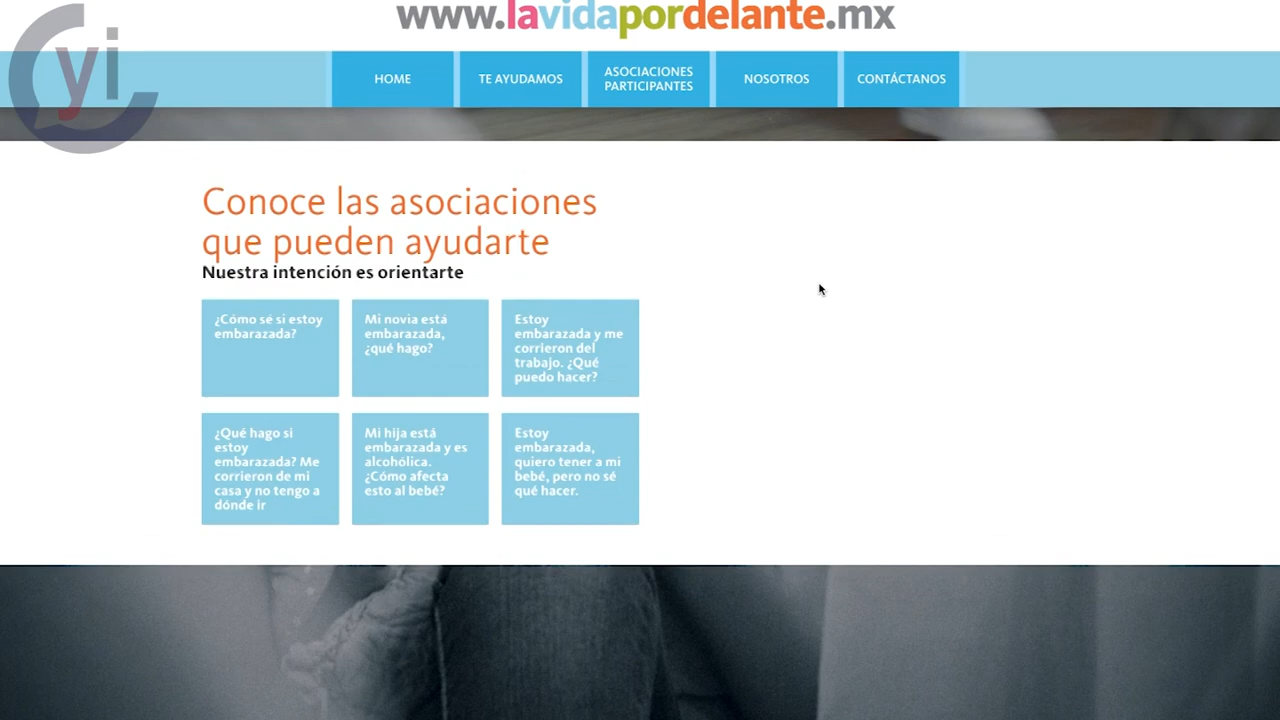 www.lavidapordelante.mx
yi
HOME
TE AYUDAMOS
ASOCIACIONES
PARTICIPANTES
NOSOTROS
CONTÁCTANOS
Conoce las asociaciones
que pueden ayudarte
Nuestra intención es orientarte
¿Cómo sé si estoy
embarazada?
Mi novia está
embarazada,
¿qué hago?
Estoy
embarazada y me
corrieron del
trabajo. ¿Qué
puedo hacer?
¿Qué hago si
estoy
embarazada? Me
corrieron de mi
casa y no tengo a
dónde ir
Mi hija está
embarazada y es
alcohólica.
¿Cómo afecta
esto al bebé?
Estoy
embarazada,
quiero tener a mi
bebé, pero no sé
qué hacer.